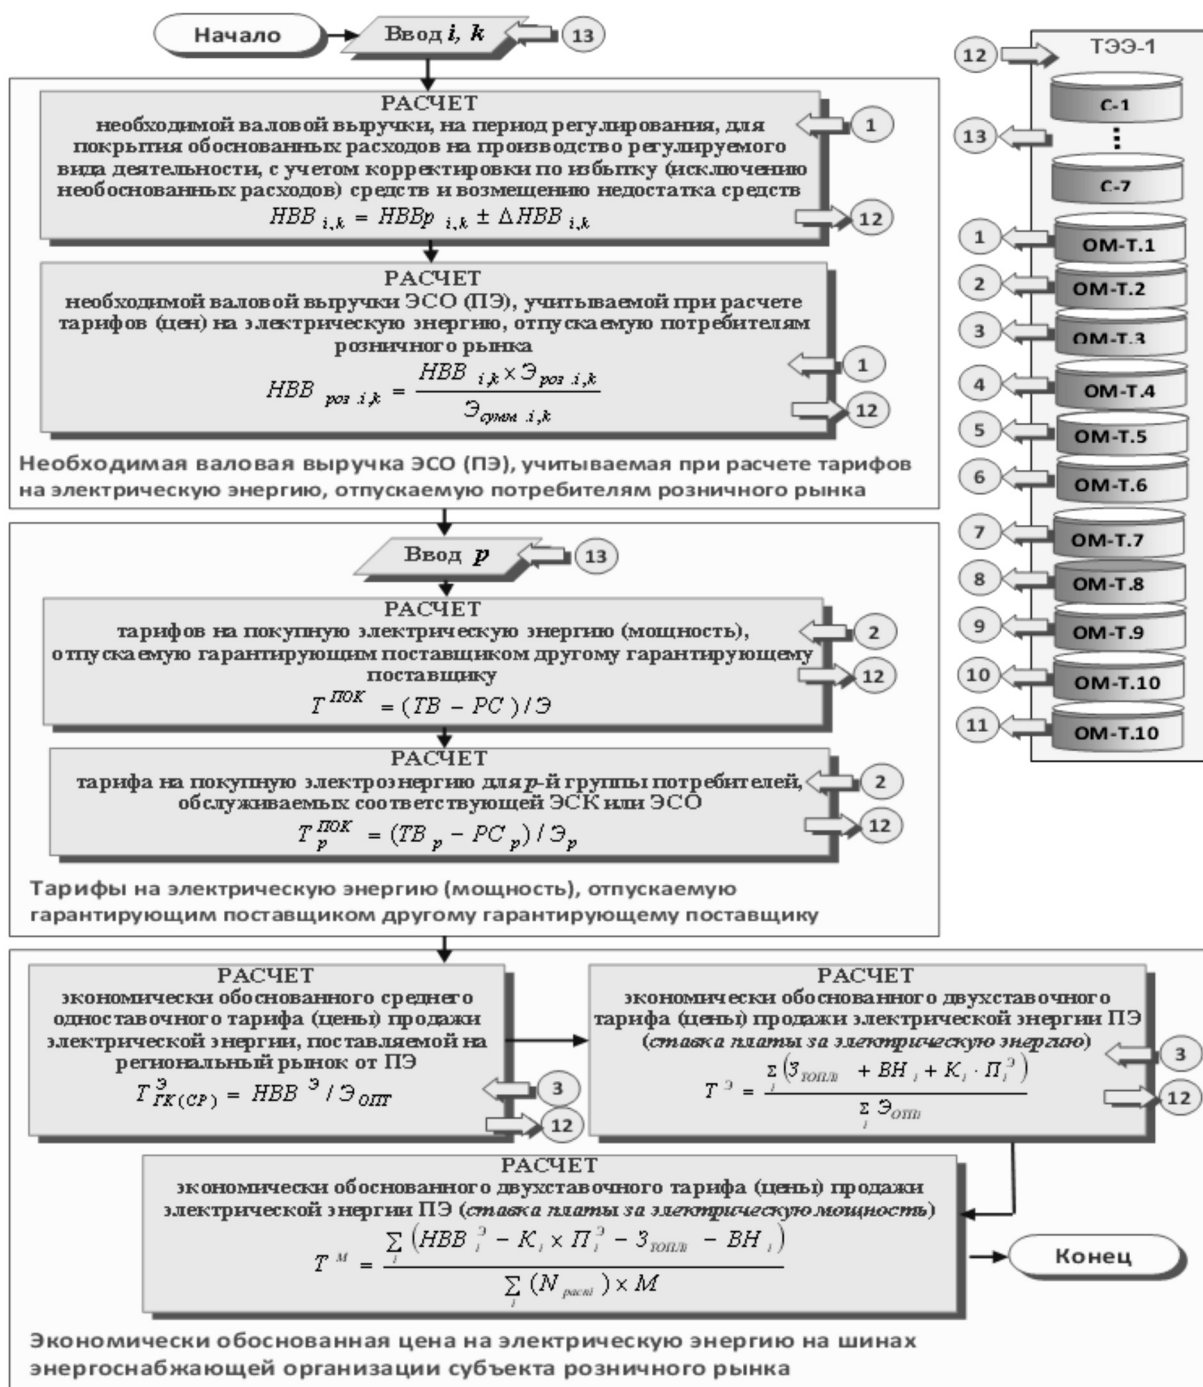 Начало
Ввод i, k
13
РАСЧЕТ
необходимой валовой выручки, на период регулирования, для
покрытия обоснованных расходов на производство регулируемого
вида деятельности, с учетом корректировки по избытку (исключению
необоснованных расходов) средств и возмещению недостатка средств
НВВ i,k = НВВр i,k ± Δ НВВ i,k
1
12
РАСЧЕТ
необходимой валовой выручки ЭСО (ПЭ), учитываемой при расчете
тарифов (цен) на электрическую энергию, отпускаемую потребителям
розничного рынка
НВВ роз .i,k = НВВ i,k × Э роз .i,k / Э сумм .i,k
1
12
Необходимая валовая выручка ЭСО (ПЭ), учитываемая при расчете тарифов
на электрическую энергию, отпускаемую потребителям розничного рынка
Ввод p
13
РАСЧЕТ
тарифов на покупную электрическую энергию (мощность),
отпускаемую гарантирующим поставщиком другому гарантирующему
поставщику
T ПОК = (ТВ − РС ) / Э
2
12
РАСЧЕТ
тарифа на покупную электроэнергию для p-й группы потребителей,
обслуживаемых соответствующей ЭСК или ЭСО
T p ПОК = (ТВ p − РС p ) / Э p
2
12
Тарифы на электрическую энергию (мощность), отпускаемую
гарантирующим поставщиком другому гарантирующему поставщику
РАСЧЕТ
экономически обоснованного среднего
одноставочного тарифа (цены) продажи
электрической энергии, поставляемой на
региональный рынок от ПЭ
T Э ГК(СР) = НВВ Э / Э ОПТ
3
12
РАСЧЕТ
экономически обоснованного двухставочного
тарифа (цены) продажи электрической энергии ПЭ
(ставка платы за электрическую энергию)
T Э = Σ i (З ТОПЛi + ВН i + К i · П i Э ) / Σ i Э ОТПi
3
12
РАСЧЕТ
экономически обоснованного двухставочного тарифа (цены) продажи
электрической энергии ПЭ (ставка платы за электрическую мощность)
T М = Σ i (НВВ i Э − К i × П i Э − З ТОПЛi − ВН i ) / Σ i (N расчi ) × М
Конец
Экономически обоснованная цена на электрическую энергию на шинах
энергоснабжающей организации субъекта розничного рынка
ТЭЭ-1
12
С-1
13
⋮
С-7
1
ОМ-Т.1
2
ОМ-Т.2
3
ОМ-Т.3
4
ОМ-Т.4
5
ОМ-Т.5
6
ОМ-Т.6
7
ОМ-Т.7
8
ОМ-Т.8
9
ОМ-Т.9
10
ОМ-Т.10
11
ОМ-Т.10